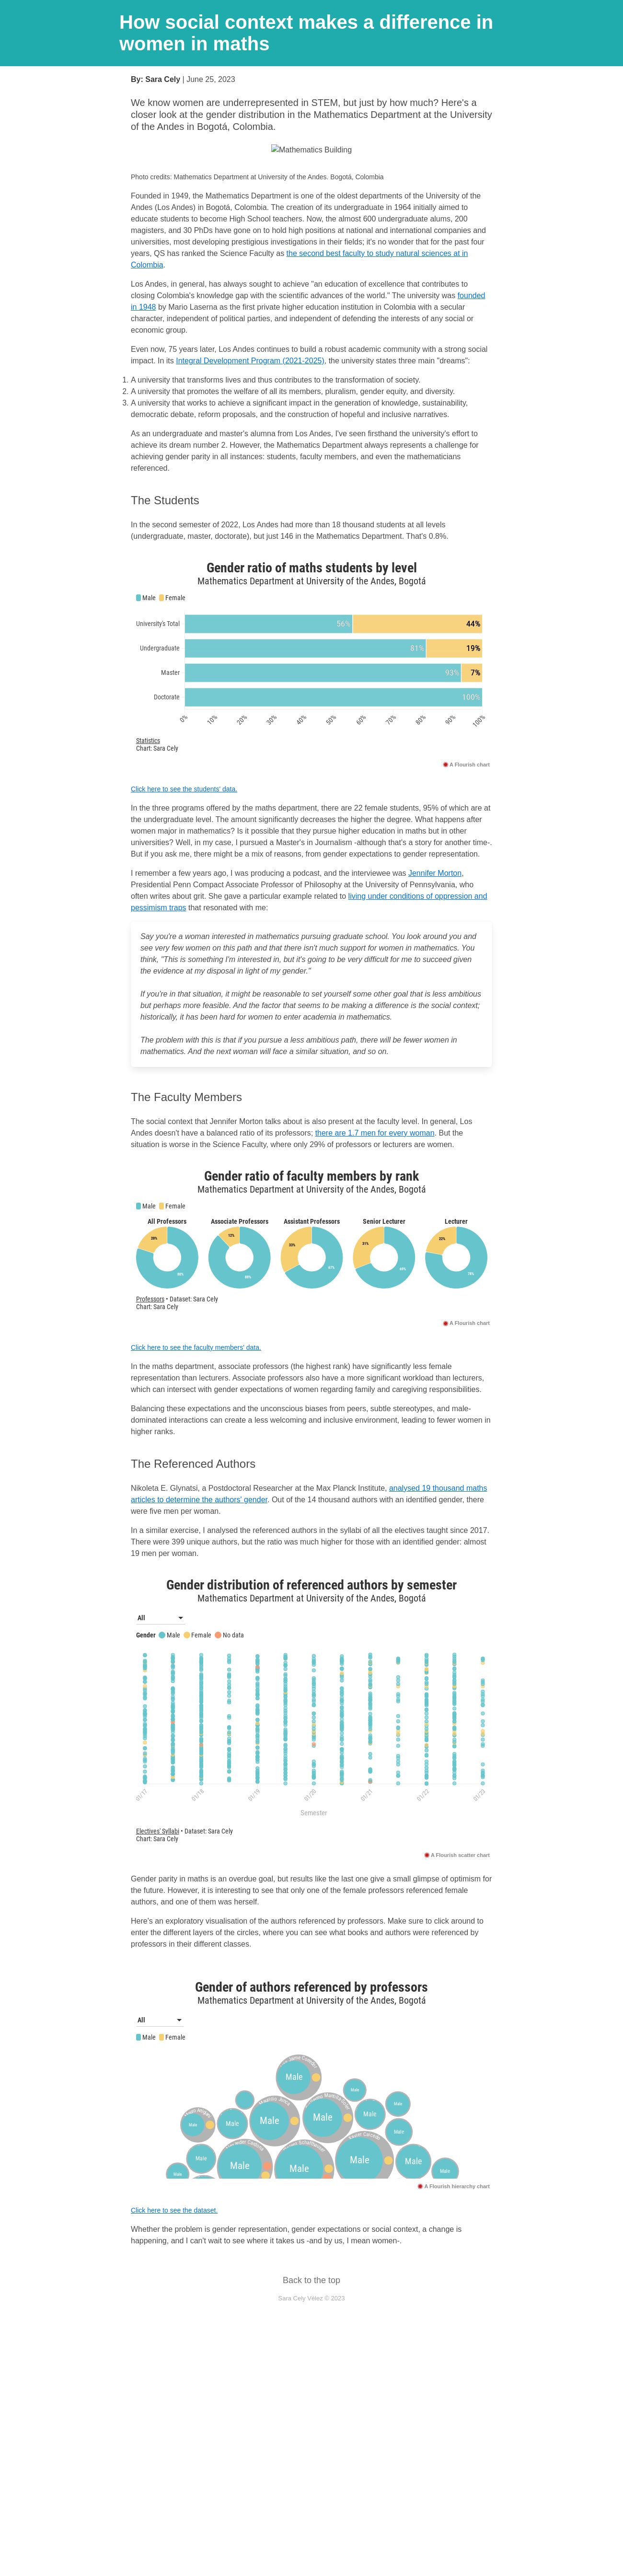 How social context makes a difference in
women in maths
By: Sara Cely | June 25, 2023
We know women are underrepresented in STEM, but just by how much? Here's a
closer look at the gender distribution in the Mathematics Department at the University
of the Andes in Bogotá, Colombia.
Mathematics Building
Photo credits: Mathematics Department at University of the Andes. Bogotá, Colombia
Founded in 1949, the Mathematics Department is one of the oldest departments of the University of the
Andes (Los Andes) in Bogotá, Colombia. The creation of its undergraduate in 1964 initially aimed to
educate students to become High School teachers. Now, the almost 600 undergraduate alums, 200
magisters, and 30 PhDs have gone on to hold high positions at national and international companies and
universities, most developing prestigious investigations in their fields; it's no wonder that for the past four
years, QS has ranked the Science Faculty as the second best faculty to study natural sciences at in
Colombia.
Los Andes, in general, has always sought to achieve "an education of excellence that contributes to
closing Colombia's knowledge gap with the scientific advances of the world." The university was founded
in 1948 by Mario Laserna as the first private higher education institution in Colombia with a secular
character, independent of political parties, and independent of defending the interests of any social or
economic group.
Even now, 75 years later, Los Andes continues to build a robust academic community with a strong social
impact. In its Integral Development Program (2021-2025), the university states three main "dreams":
1. A university that transforms lives and thus contributes to the transformation of society.
2. A university that promotes the welfare of all its members, pluralism, gender equity, and diversity.
3. A university that works to achieve a significant impact in the generation of knowledge, sustainability,
democratic debate, reform proposals, and the construction of hopeful and inclusive narratives.
As an undergraduate and master's alumna from Los Andes, I've seen firsthand the university's effort to
achieve its dream number 2. However, the Mathematics Department always represents a challenge for
achieving gender parity in all instances: students, faculty members, and even the mathematicians
referenced.
The Students
In the second semester of 2022, Los Andes had more than 18 thousand students at all levels
(undergraduate, master, doctorate), but just 146 in the Mathematics Department. That's 0.8%.
Gender ratio of maths students by level
Mathematics Department at University of the Andes, Bogotá
Male Female
University's Total 56% 44%
Undergraduate 81% 19%
Master 93% 7%
Doctorate 100%
0% 10% 20% 30% 40% 50% 60% 70% 80% 90% 100%
Statistics
Chart: Sara Cely
A Flourish chart
Click here to see the students' data.
In the three programs offered by the maths department, there are 22 female students, 95% of which are at
the undergraduate level. The amount significantly decreases the higher the degree. What happens after
women major in mathematics? Is it possible that they pursue higher education in maths but in other
universities? Well, in my case, I pursued a Master's in Journalism -although that's a story for another time-.
But if you ask me, there might be a mix of reasons, from gender expectations to gender representation.
I remember a few years ago, I was producing a podcast, and the interviewee was Jennifer Morton,
Presidential Penn Compact Associate Professor of Philosophy at the University of Pennsylvania, who
often writes about grit. She gave a particular example related to living under conditions of oppression and
pessimism traps that resonated with me:
Say you're a woman interested in mathematics pursuing graduate school. You look around you and
see very few women on this path and that there isn't much support for women in mathematics. You
think, "This is something I'm interested in, but it's going to be very difficult for me to succeed given
the evidence at my disposal in light of my gender."
If you're in that situation, it might be reasonable to set yourself some other goal that is less ambitious
but perhaps more feasible. And the factor that seems to be making a difference is the social context;
historically, it has been hard for women to enter academia in mathematics.
The problem with this is that if you pursue a less ambitious path, there will be fewer women in
mathematics. And the next woman will face a similar situation, and so on.
The Faculty Members
The social context that Jennifer Morton talks about is also present at the faculty level. In general, Los
Andes doesn't have a balanced ratio of its professors; there are 1.7 men for every woman. But the
situation is worse in the Science Faculty, where only 29% of professors or lecturers are women.
Gender ratio of faculty members by rank
Mathematics Department at University of the Andes, Bogotá
Male Female
All Professors Associate Professors Assistant Professors Senior Lecturer Lecturer
Professors • Dataset: Sara Cely
Chart: Sara Cely
A Flourish chart
Click here to see the faculty members' data.
In the maths department, associate professors (the highest rank) have significantly less female
representation than lecturers. Associate professors also have a more significant workload than lecturers,
which can intersect with gender expectations of women regarding family and caregiving responsibilities.
Balancing these expectations and the unconscious biases from peers, subtle stereotypes, and male-
dominated interactions can create a less welcoming and inclusive environment, leading to fewer women in
higher ranks.
The Referenced Authors
Nikoleta E. Glynatsi, a Postdoctoral Researcher at the Max Planck Institute, analysed 19 thousand maths
articles to determine the authors' gender. Out of the 14 thousand authors with an identified gender, there
were five men per woman.
In a similar exercise, I analysed the referenced authors in the syllabi of all the electives taught since 2017.
There were 399 unique authors, but the ratio was much higher for those with an identified gender: almost
19 men per woman.
Gender distribution of referenced authors by semester
Mathematics Department at University of the Andes, Bogotá
All
Gender Male Female No data
01/17 01/18 01/19 01/20 01/21 01/22 01/23
Semester
Electives' Syllabi • Dataset: Sara Cely
Chart: Sara Cely
A Flourish scatter chart
Gender parity in maths is an overdue goal, but results like the last one give a small glimpse of optimism for
the future. However, it is interesting to see that only one of the female professors referenced female
authors, and one of them was herself.
Here's an exploratory visualisation of the authors referenced by professors. Make sure to click around to
enter the different layers of the circles, where you can see what books and authors were referenced by
professors in their different classes.
Gender of authors referenced by professors
Mathematics Department at University of the Andes, Bogotá
All
Male Female
Male
Male
Male
Male Male Male Male Male
Male
Male Male Male Male Male
Male Male
A Flourish hierarchy chart
Click here to see the dataset.
Whether the problem is gender representation, gender expectations or social context, a change is
happening, and I can't wait to see where it takes us -and by us, I mean women-.
Back to the top
Sara Cely Vélez © 2023